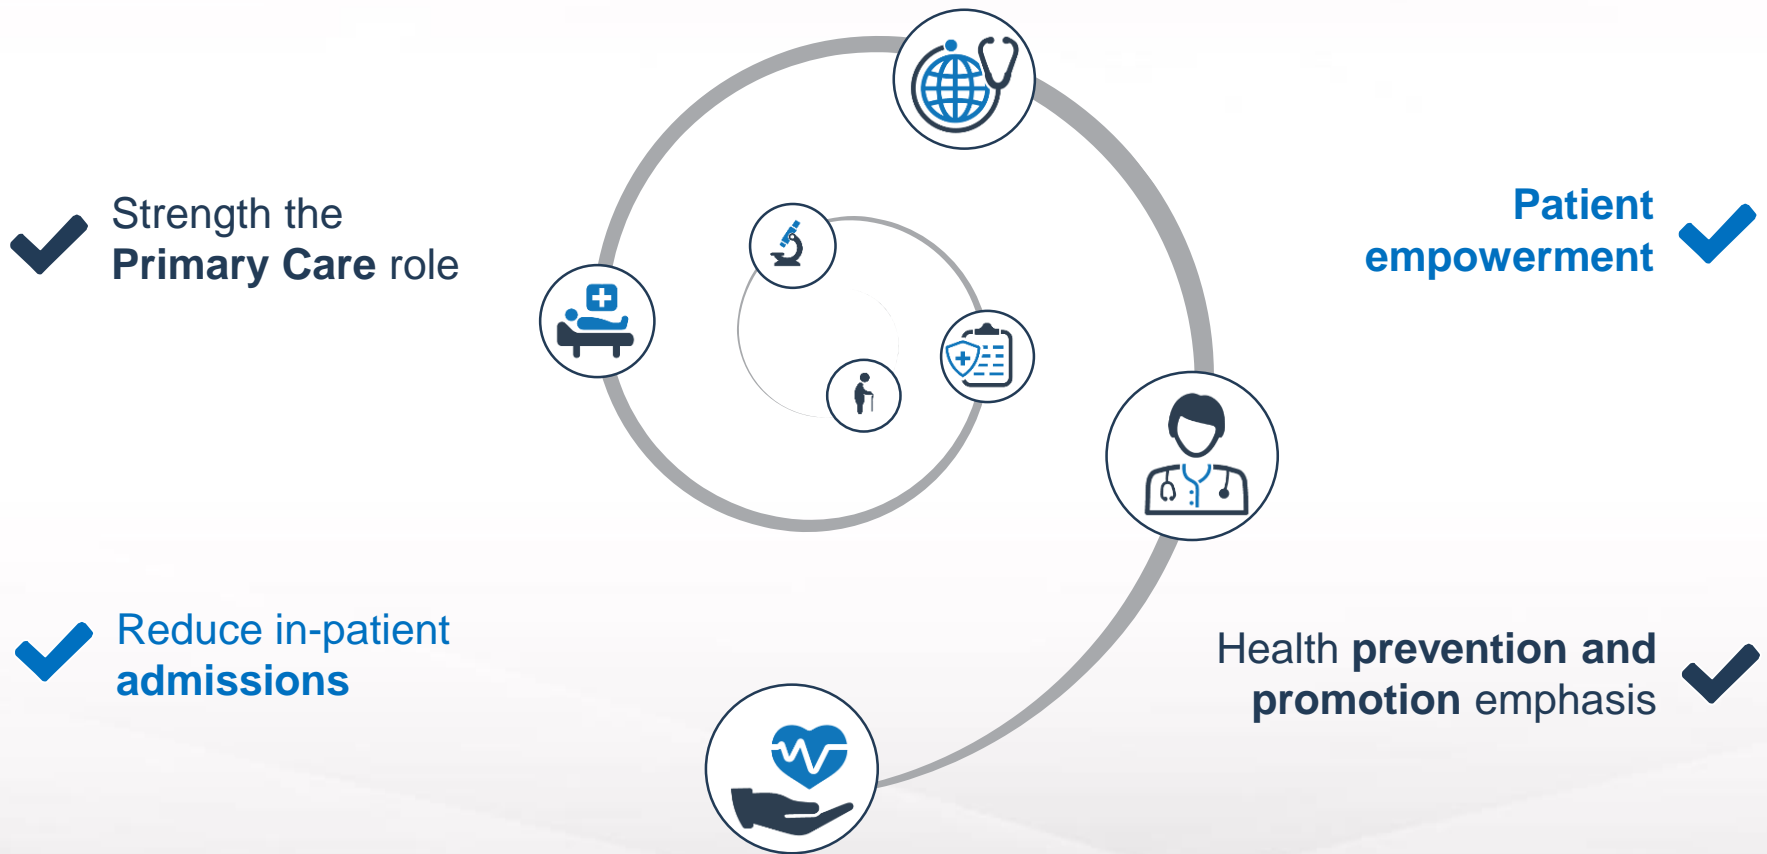 Strength the
Primary Care role
Patient
empowerment
Reduce in-patient
admissions
Health prevention and
promotion emphasis